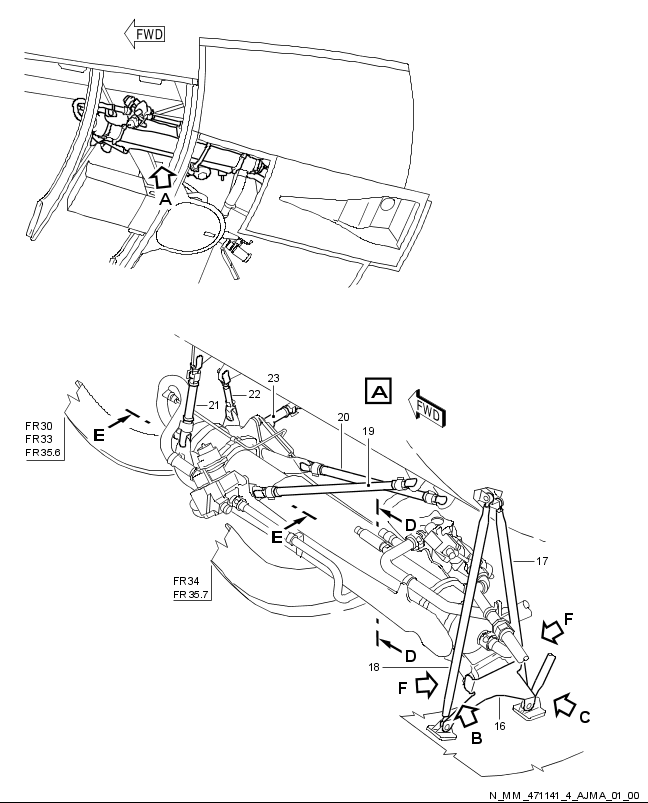 FWD
A
A
FWD
23
22
21
20
19
FR30
FR33
FR35.6
E
E
D
17
FR34
FR35.7
F
D
18
F
C
16
B
N_MM_471141_4_AJMA_01_00